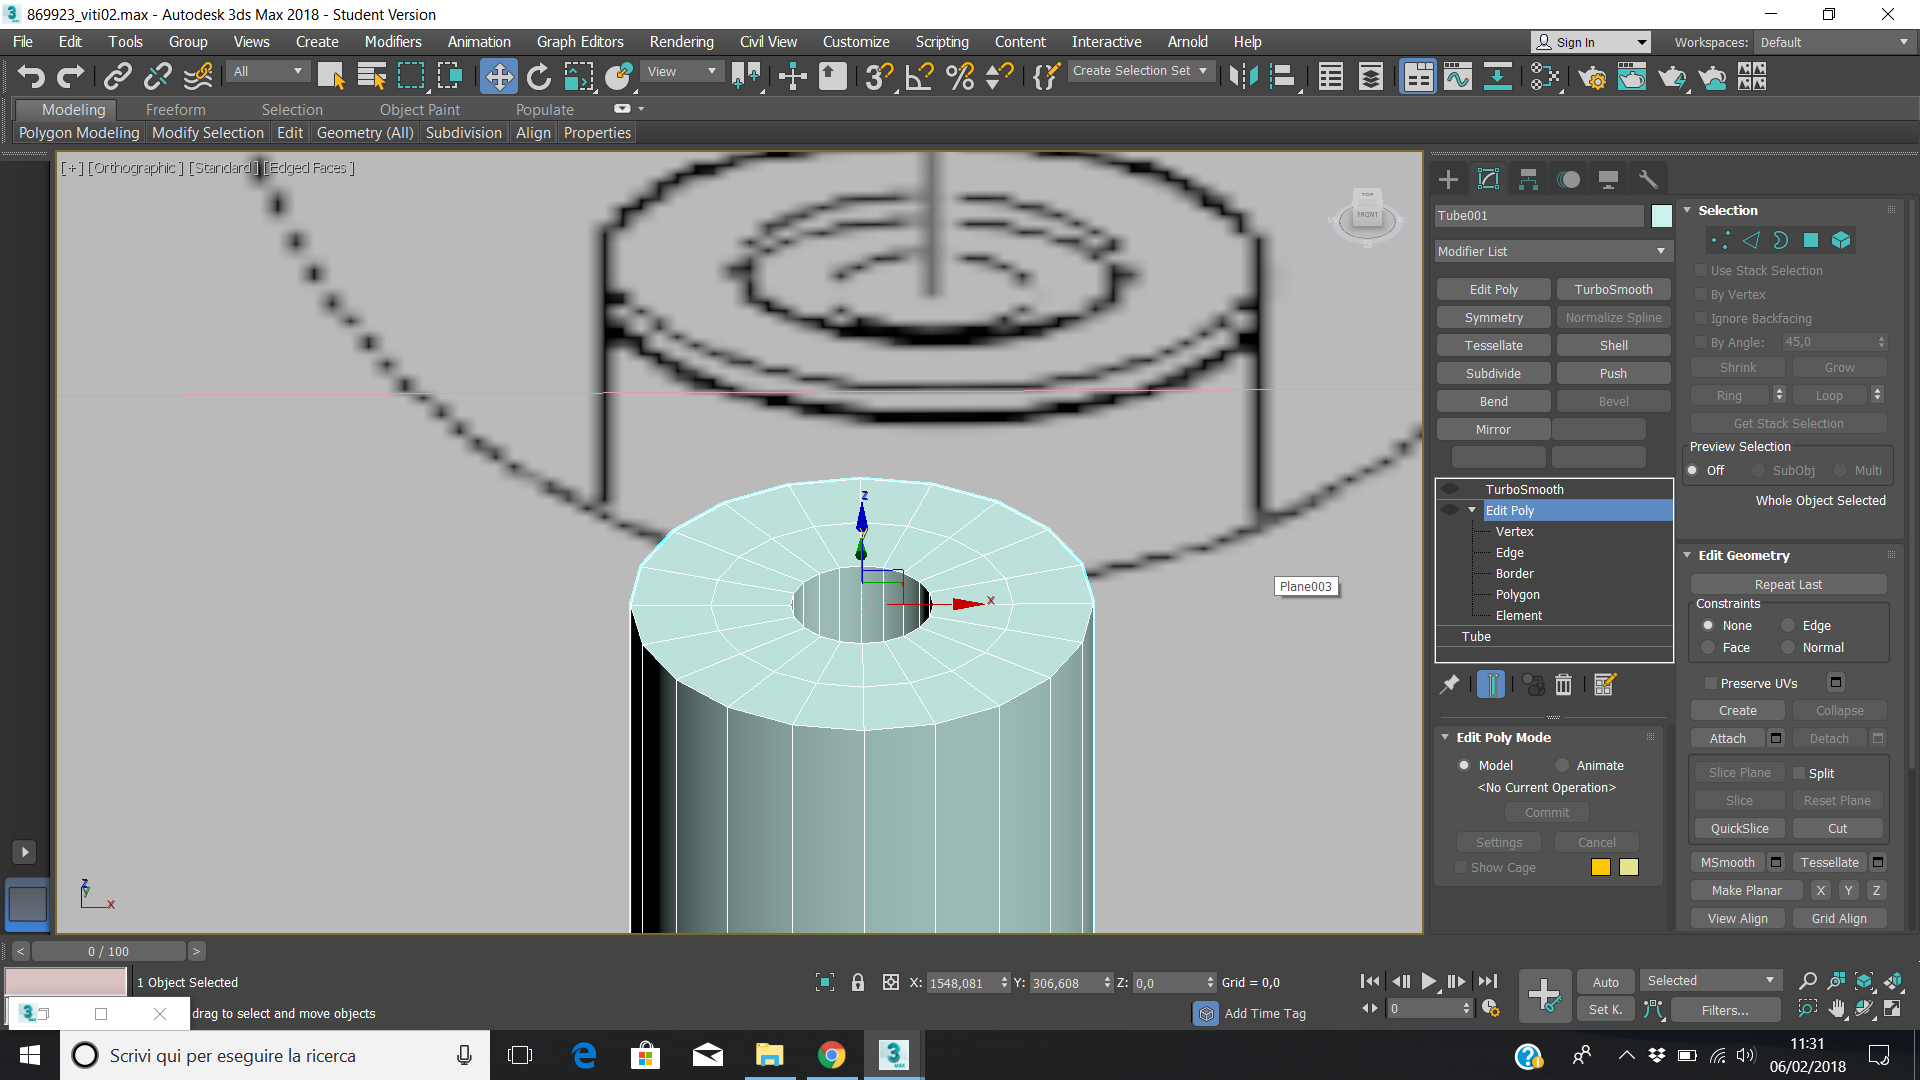 869923_viti02.max - Autodesk 3ds Max 2018 - Student Version
File Edit Tools Group Views Create Modifiers Animation Graph Editors Rendering Civil View Customize Scripting Content Interactive Arnold Help Sign In Workspaces: Default
All View Create Selection Set
Modeling Freeform Selection Object Paint Populate
Polygon Modeling Modify Selection Edit Geometry (All) Subdivision Align Properties
[ + ] [Orthographic ] [Standard ] [Edged Faces ]
TOP
FRONT
W
E
S
z
x
Plane003
z
y
x
Tube001
Modifier List
Edit Poly TurboSmooth
Symmetry Normalize Spline
Tessellate Shell
Subdivide Push
Bend Bevel
Mirror
TurboSmooth
Edit Poly
Vertex
Edge
Border
Polygon
Element
Tube
Edit Poly Mode
Model Animate
<No Current Operation>
Commit
Settings Cancel
Show Cage
Selection
Use Stack Selection
By Vertex
Ignore Backfacing
By Angle: 45,0
Shrink Grow
Ring Loop
Get Stack Selection
Preview Selection
Off SubObj Multi
Whole Object Selected
Edit Geometry
Repeat Last
Constraints
None Edge
Face Normal
Preserve UVs
Create Collapse
Attach Detach
Slice Plane Split
Slice Reset Plane
QuickSlice Cut
MSmooth Tessellate
Make Planar X Y Z
View Align Grid Align
< 0 / 100 >
1 Object Selected X: 1548,081 Y: 306,608 Z: 0,0 Grid = 0,0 Auto Selected
drag to select and move objects Add Time Tag 0 Set K. Filters...
Scrivi qui per eseguire la ricerca
3
MAX
11:31
06/02/2018